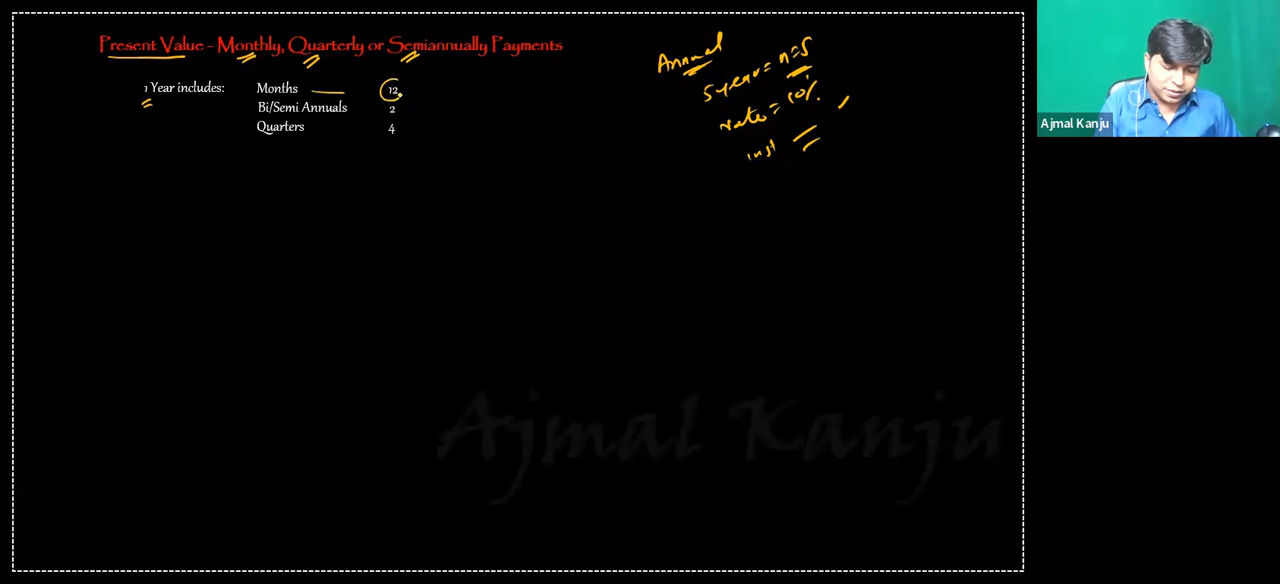 Present Value - Monthly, Quarterly or Semiannually Payments
1 Year includes: Months 12
Bi/Semi Annuals 2
Quarters 4
Annual
5 year = n=5
rate = 10%
inst
Ajmal Kanju
Ajmal Kanju